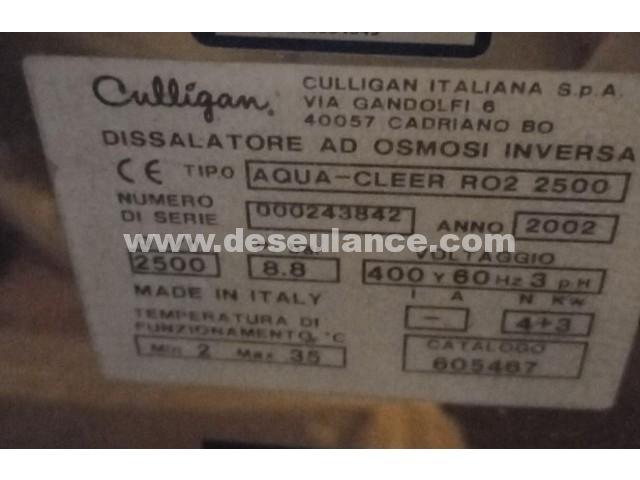 Culligan.
CULLIGAN ITALIANA S.p.A.
VIA GANDOLFI 6
40057 CADRIANO BO
DISSALATORE AD OSMOSI INVERSA
CE TIPO AQUA-CLEER RO2 2500
NUMERO DI SERIE 000243842 ANNO 2002
www.deseulance.com
VOLTAGGIO
2500 8.8 400 Y 60Hz 3 pH
MADE IN ITALY I A N Kw
- 4+3
TEMPERATURA DI
FUNZIONAMENTO °C CATALOGO
Min 2 Max 35 605467